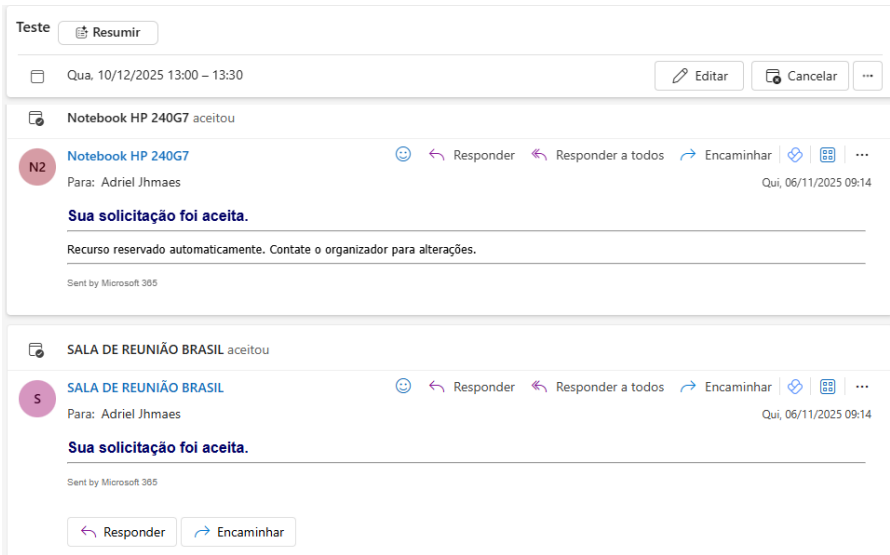 Teste Resumir
Qua, 10/12/2025 13:00 – 13:30 Editar Cancelar ...
Notebook HP 240G7 aceitou
N2 Notebook HP 240G7 Responder Responder a todos Encaminhar ...
Para: Adriel Jhmaes Qui, 06/11/2025 09:14
Sua solicitação foi aceita.
Recurso reservado automaticamente. Contate o organizador para alterações.
Sent by Microsoft 365
SALA DE REUNIÃO BRASIL aceitou
S SALA DE REUNIÃO BRASIL Responder Responder a todos Encaminhar ...
Para: Adriel Jhmaes Qui, 06/11/2025 09:14
Sua solicitação foi aceita.
Sent by Microsoft 365
Responder Encaminhar